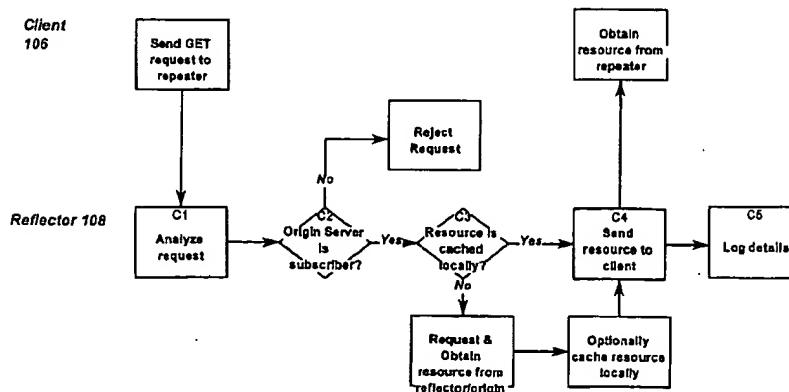 Client
106
Send GET
request to
repeater
Obtain
resource from
repeater
Reject
Request
No
Reflector 108
C1
Analyze
request
C2
Origin Server
is
subscriber?
Yes
C3
Resource is
cached
locally?
Yes
C4
Send
resource to
client
C5
Log details
No
Request &
Obtain
resource from
reflector/origin
Optionally
cache resource
locally